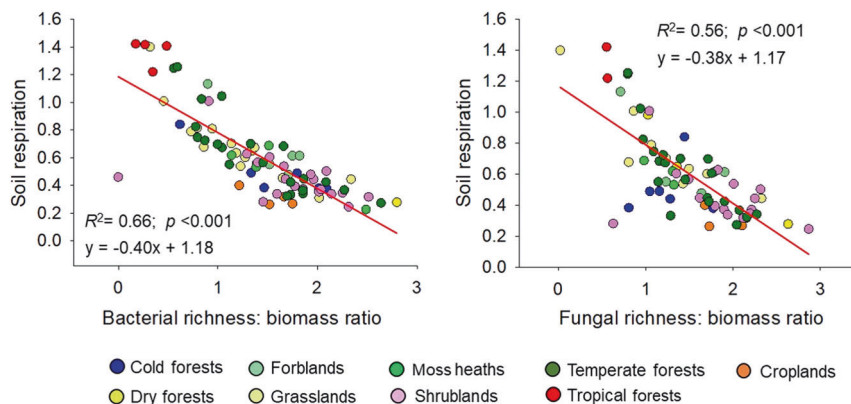 1.6
1.4
1.2
1.0
0.8
0.6
0.4
0.2
0.0
Soil respiration
R²= 0.66; p <0.001
y = -0.40x + 1.18
0 1 2 3
Bacterial richness: biomass ratio
1.6
1.4
1.2
1.0
0.8
0.6
0.4
0.2
0.0
Soil respiration
R²= 0.56; p <0.001
y = -0.38x + 1.17
0 1 2 3
Fungal richness: biomass ratio
Cold forests Forblands Moss heaths Temperate forests Croplands
Dry forests Grasslands Shrublands Tropical forests